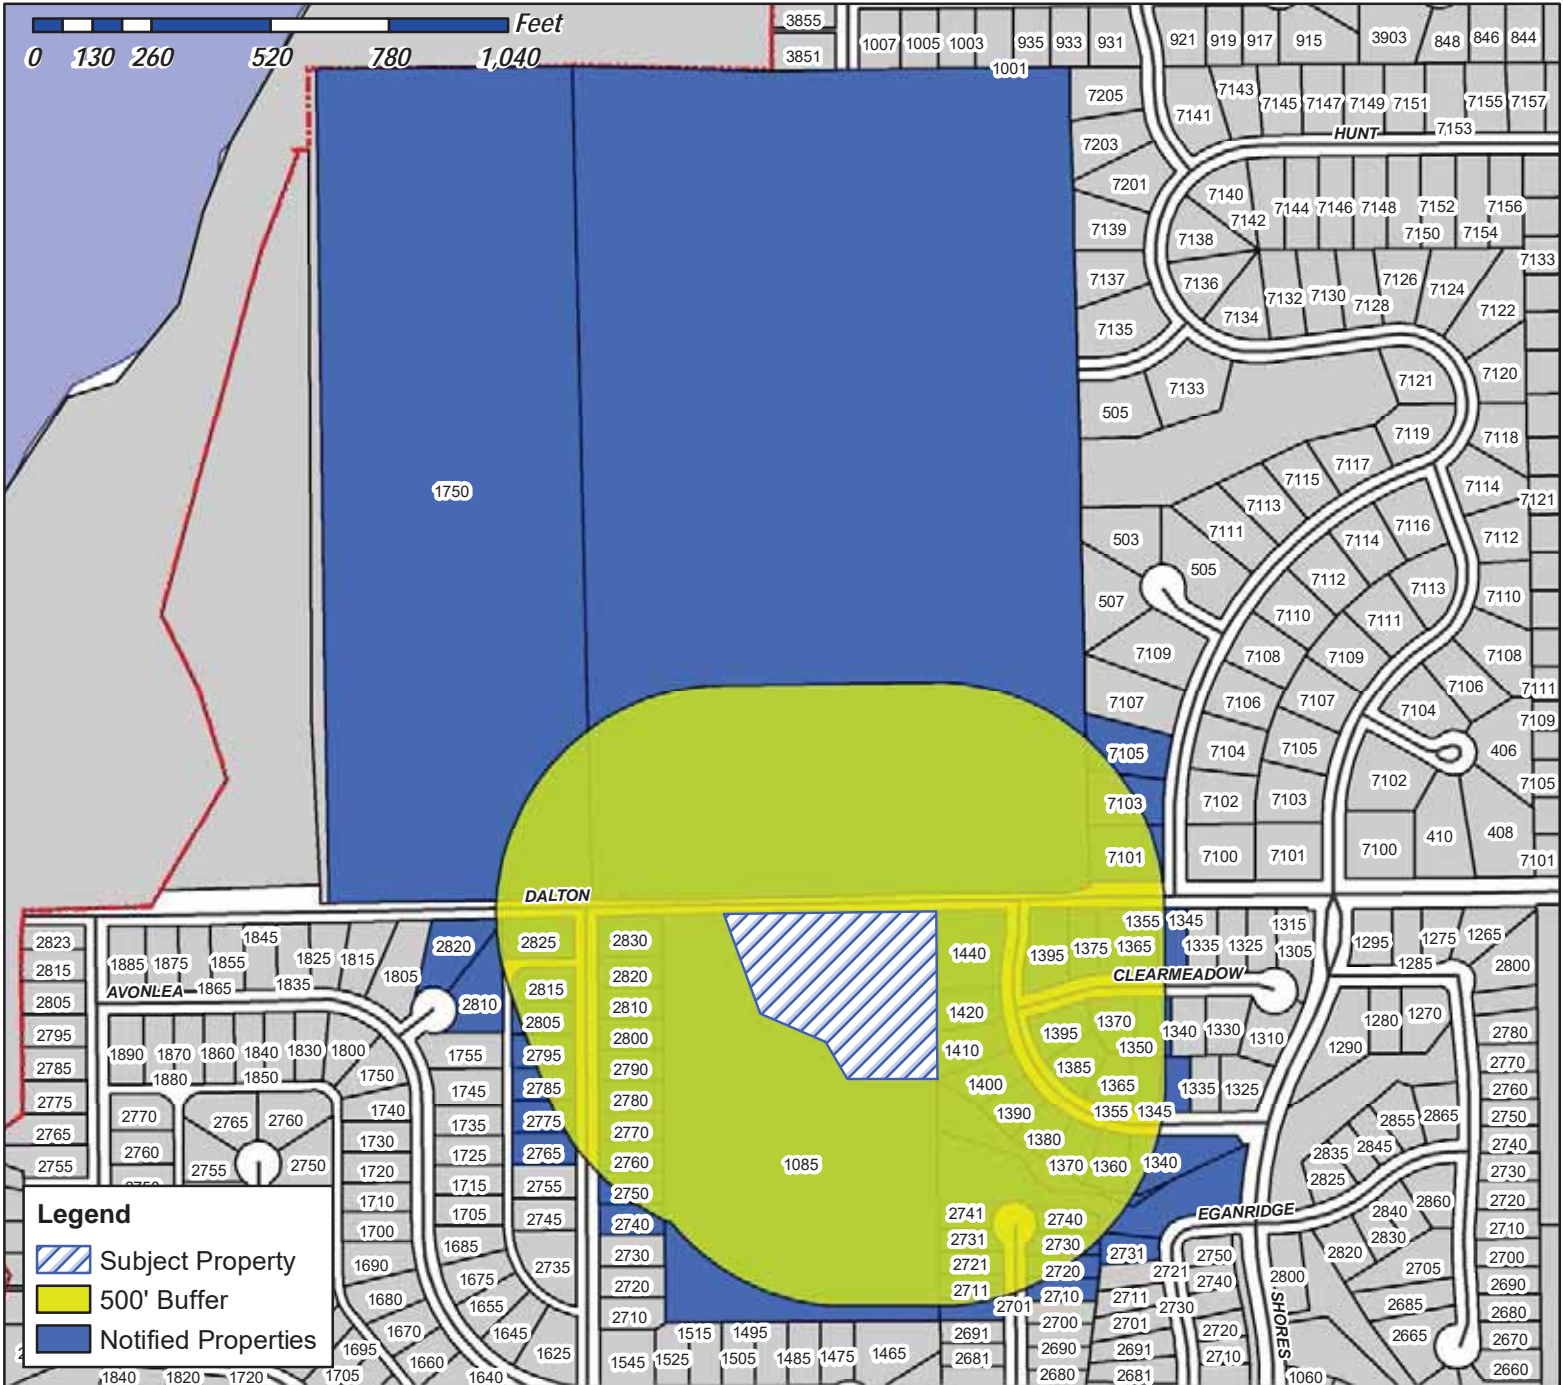 Feet
0 130 260 520 780 1,040
3855
3851
1007 1005 1003 935 933 931 921 919 917 915 3903 848 846 844
1001
7205 7143 7141 7145 7147 7149 7151 7155 7157
7153
HUNT
7203
7201 7140 7142 7144 7146 7148 7152 7156
7150 7154
7139 7138
7133
7137 7136 7132 7130 7128 7126 7124 7122
7134
7135
7133 7121 7120
505
7119 7118
7117
7115 7114
1750
7113 7121
7111 7116 7112
503 7114
505 7112 7113 7110
507 7110 7111
7109 7108 7109 7108
7107 7106 7107 7106 7111
7104 7109
7105 7104 7105 406
7102 7105
7103 7102 7103
410 408
7101 7100 7101 7100 7101
DALTON
2823 1845 2820 2825 2830 1440 1355 1345 1315
1885 1875 1855 1825 1815 1395 1375 1365 1335 1325 1305 1295 1275 1265
1285
2815 1805 2820 2800
AVONLEA 1865 1835 2815 CLEARMEADOW
2805 2810 2805 2810 1420
2795 1395 1370 1340 1330 1310 1280 1270 2780
1890 1870 1860 1840 1830 1800 1755 2795 2800 1410 1350 1290
2785 1880 1850 1750 1745 2785 2790 1385 2770
1400 1365 1335 1325 2760
2775 2770 2765 2760 1740 1735 2775 2780 1390 1355 1345 2855 2865 2750
2765 2760 1730 1725 2765 2770 1380 2835 2845 2740
2755 2755 2750 1720 1715 2755 2760 1085 1370 1360 1340 2825 2730
1710 1705 2745 2750 2741 2740 EGANRIDGE 2840 2860 2720
1700 2740 2731 2730 2830 2710
1685 2730 2721 2720 2731 2721 2750 2820 2700
1690 1675 2735 2720 2711 2710 2711 2740 2800 2705 2690
1680 1655 2710 2701 2700 2701 2730 SHORES 2685 2680
1670 1645 1515 1495 2691 2690 2691 2720 2665 2670
1695 1660 1625 1545 1525 1505 1485 1475 1465 2681 2680 2681 2710 2660
1840 1820 1720 1705 1640 1060
Legend
Subject Property
500' Buffer
Notified Properties